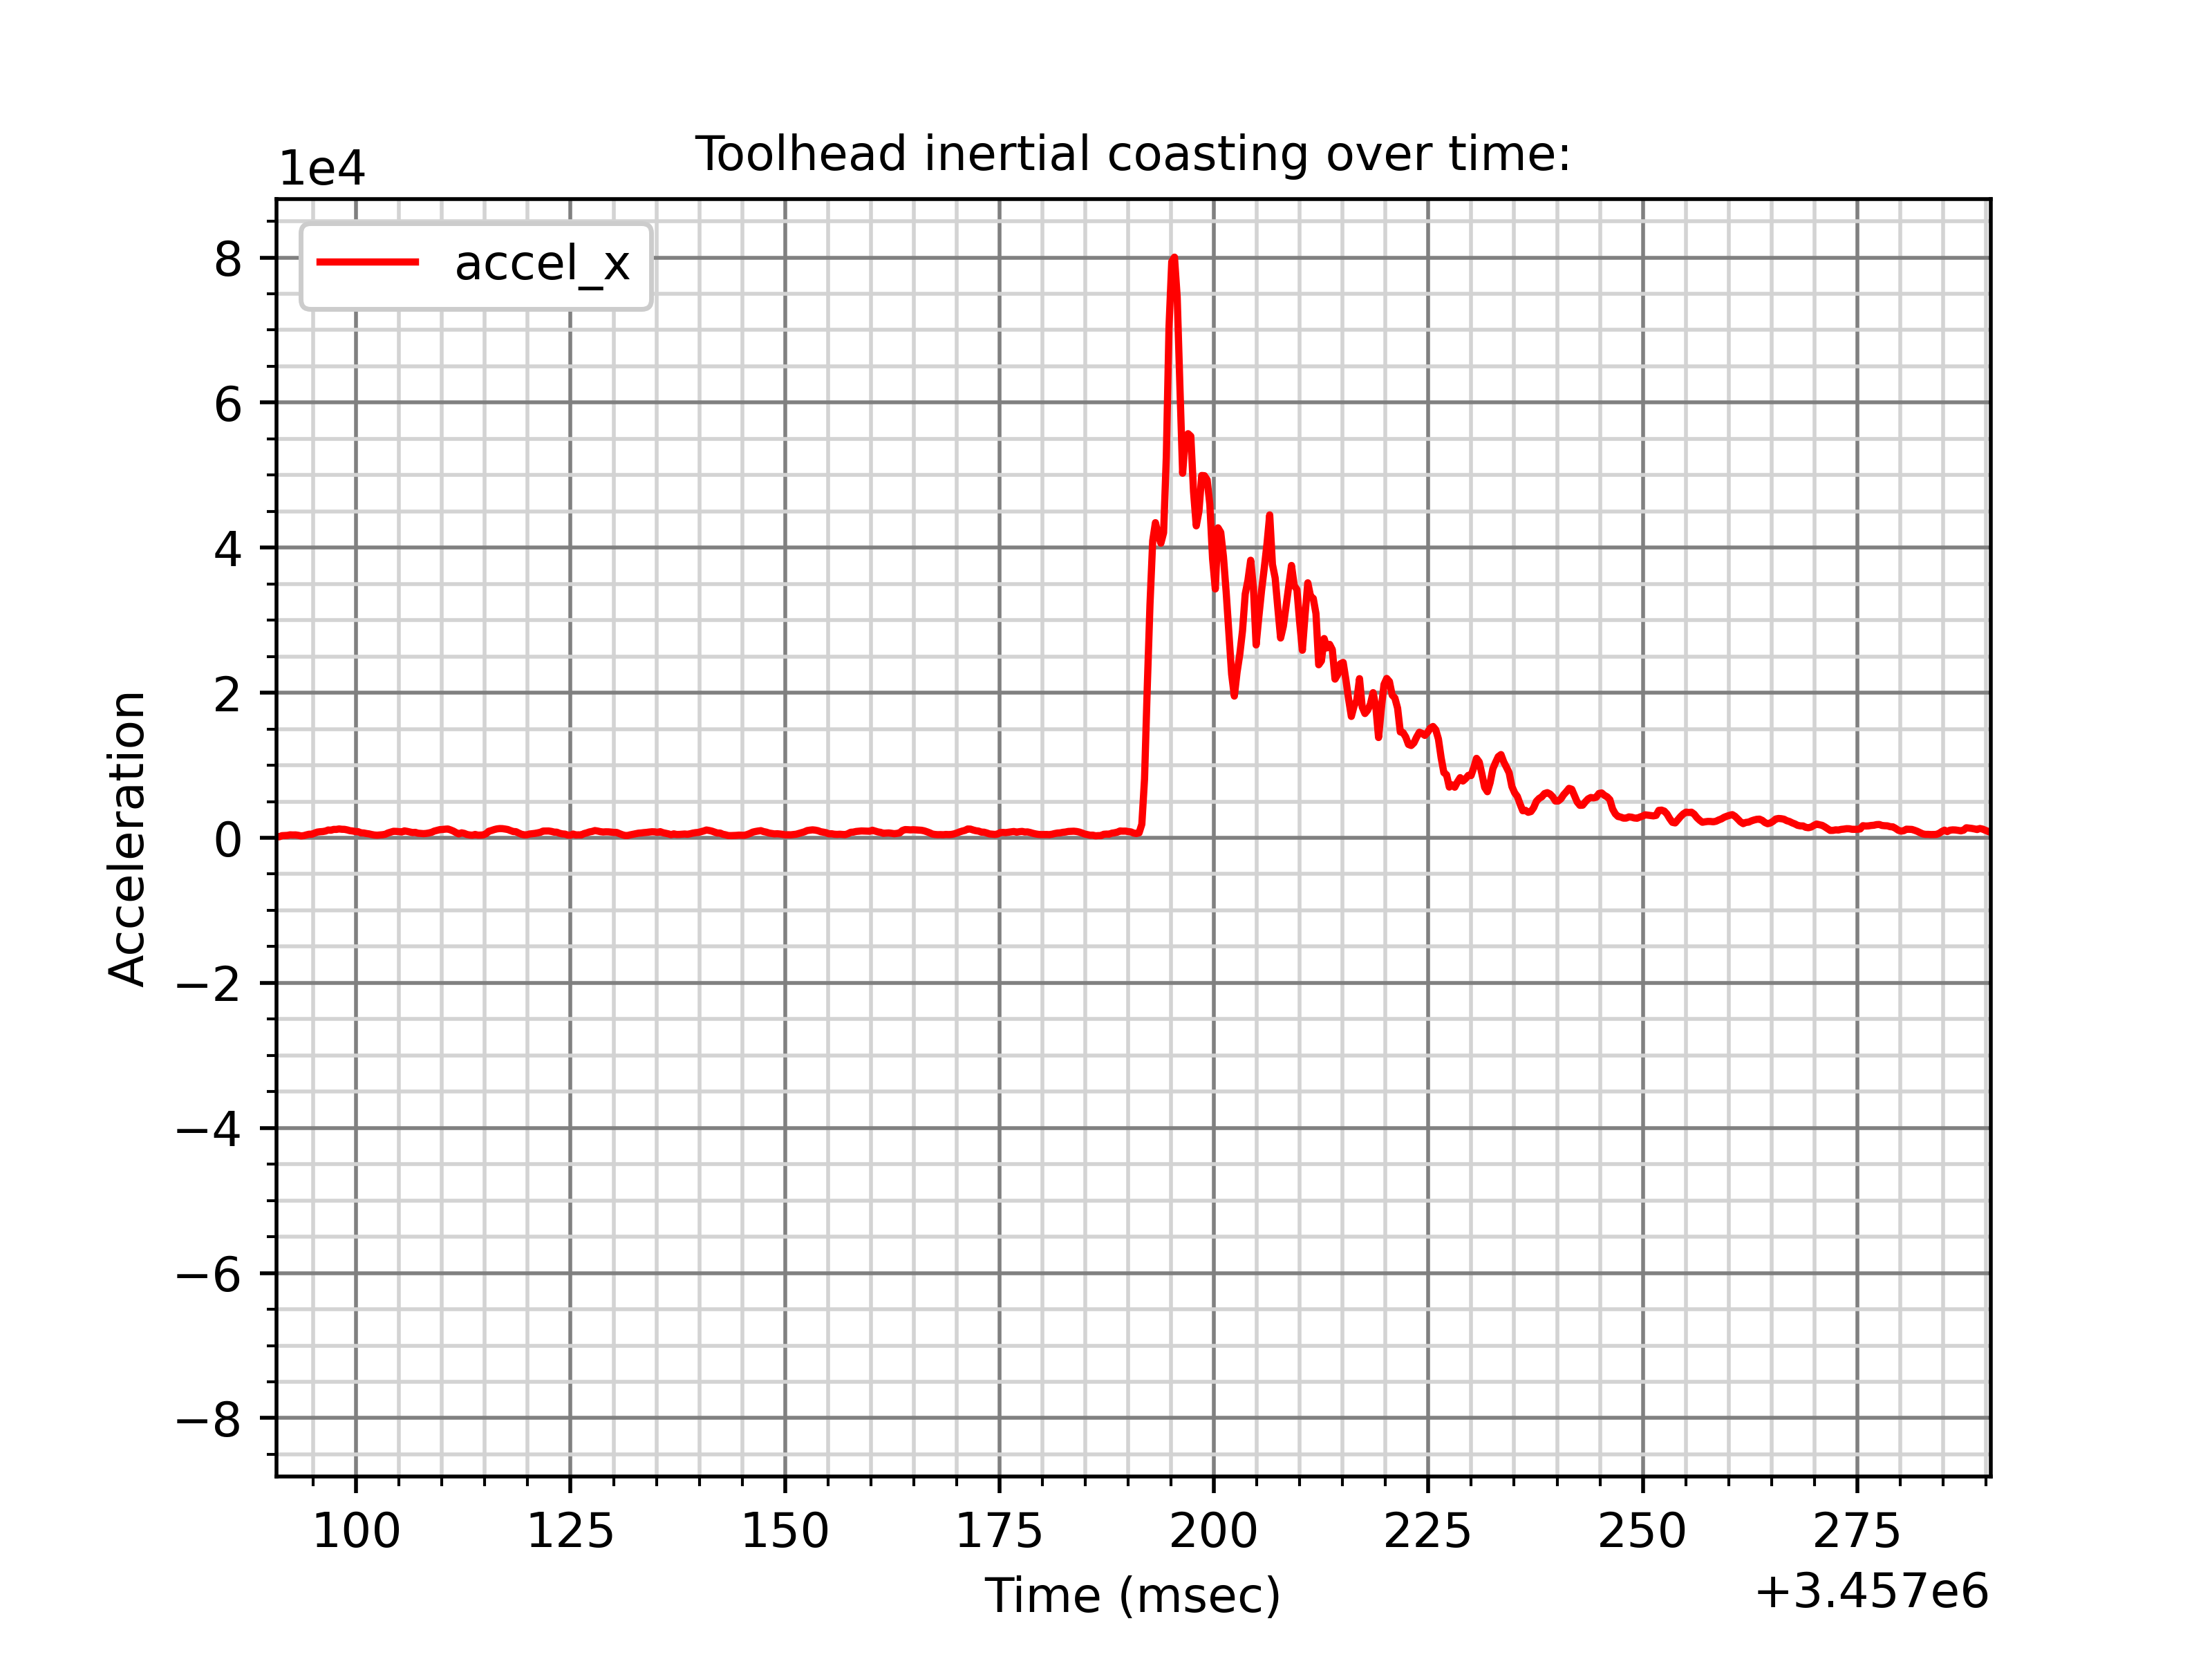 Toolhead inertial coasting over time:
1e4
accel_x
8
6
4
2
0
−2
−4
−6
−8
Acceleration
100 125 150 175 200 225 250 275
Time (msec)
+3.457e6